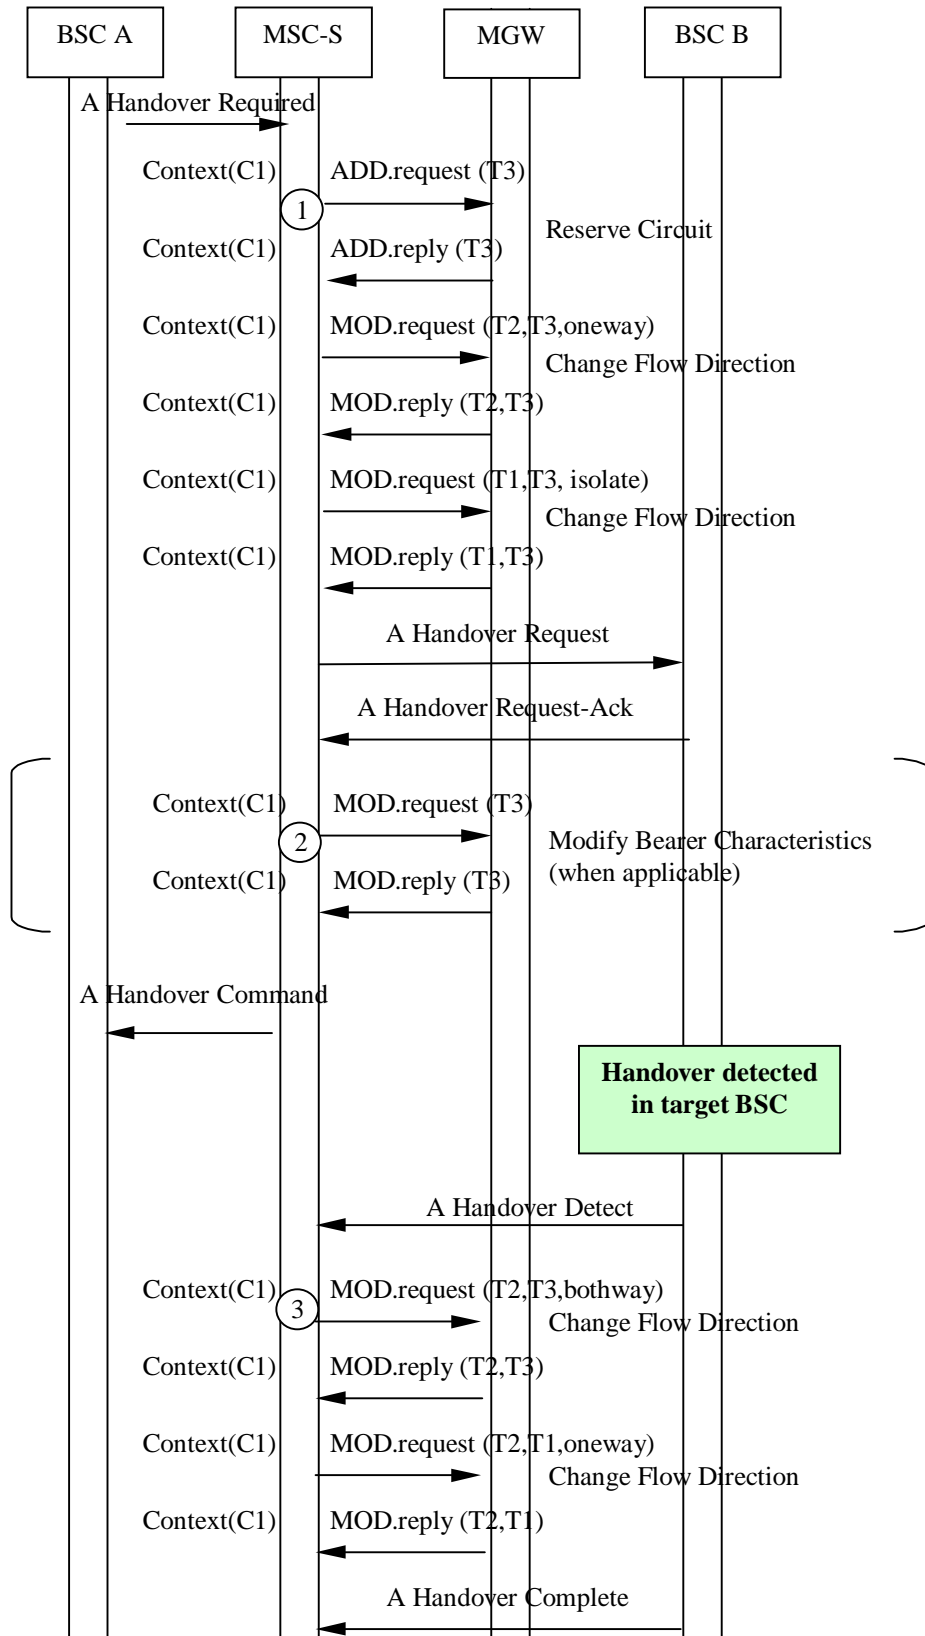 BSC A
MSC-S
MGW
BSC B
A Handover Required
Context(C1)
ADD.request (T3)
1
Reserve Circuit
Context(C1)
ADD.reply (T3)
Context(C1)
MOD.request (T2,T3,oneway)
Change Flow Direction
Context(C1)
MOD.reply (T2,T3)
Context(C1)
MOD.request (T1,T3, isolate)
Change Flow Direction
Context(C1)
MOD.reply (T1,T3)
A Handover Request
A Handover Request-Ack
Context(C1)
MOD.request (T3)
2
Modify Bearer Characteristics
(when applicable)
Context(C1)
MOD.reply (T3)
A Handover Command
Handover detected
in target BSC
A Handover Detect
Context(C1)
MOD.request (T2,T3,bothway)
3
Change Flow Direction
Context(C1)
MOD.reply (T2,T3)
Context(C1)
MOD.request (T2,T1,oneway)
Change Flow Direction
Context(C1)
MOD.reply (T2,T1)
A Handover Complete